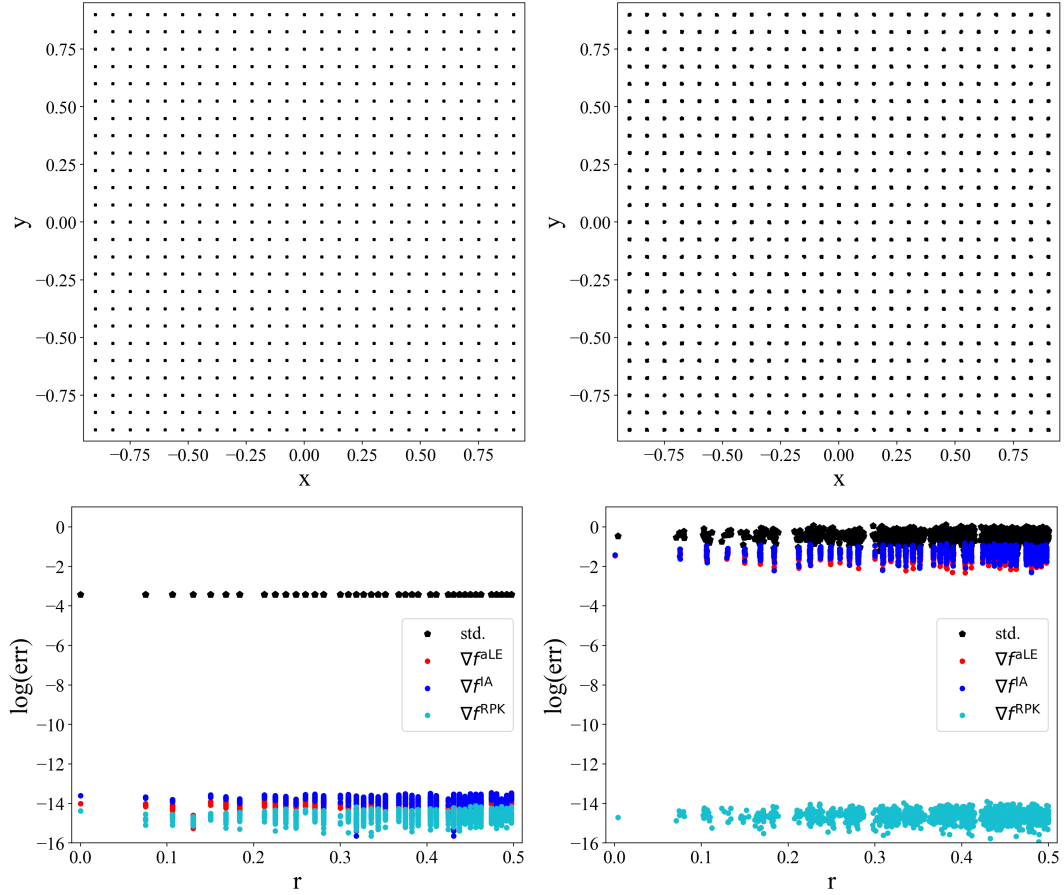 0.75
0.50
0.25
0.00
−0.25
−0.50
−0.75
y
−0.75 −0.50 −0.25 0.00 0.25 0.50 0.75
x
0.75
0.50
0.25
0.00
−0.25
−0.50
−0.75
y
−0.75 −0.50 −0.25 0.00 0.25 0.50 0.75
x
0
−2
−4
−6
−8
−10
−12
−14
−16
log(err)
std.
∇f^aLE
∇f^IA
∇f^RPK
0.0 0.1 0.2 0.3 0.4 0.5
r
0
−2
−4
−6
−8
−10
−12
−14
−16
log(err)
std.
∇f^aLE
∇f^IA
∇f^RPK
0.0 0.1 0.2 0.3 0.4 0.5
r